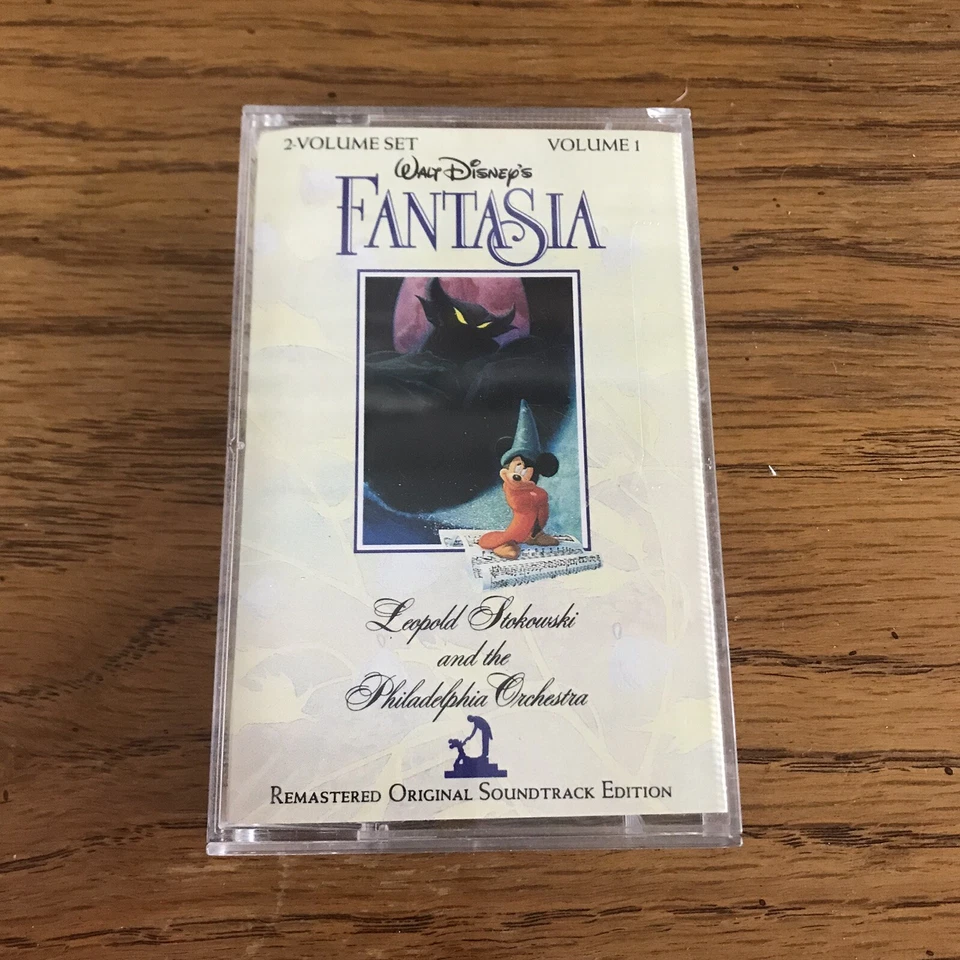 2-VOLUME SET VOLUME 1
WALT DISNEY'S
FANTASIA
Leopold Stokowski
and the
Philadelphia Orchestra
REMASTERED ORIGINAL SOUNDTRACK EDITION